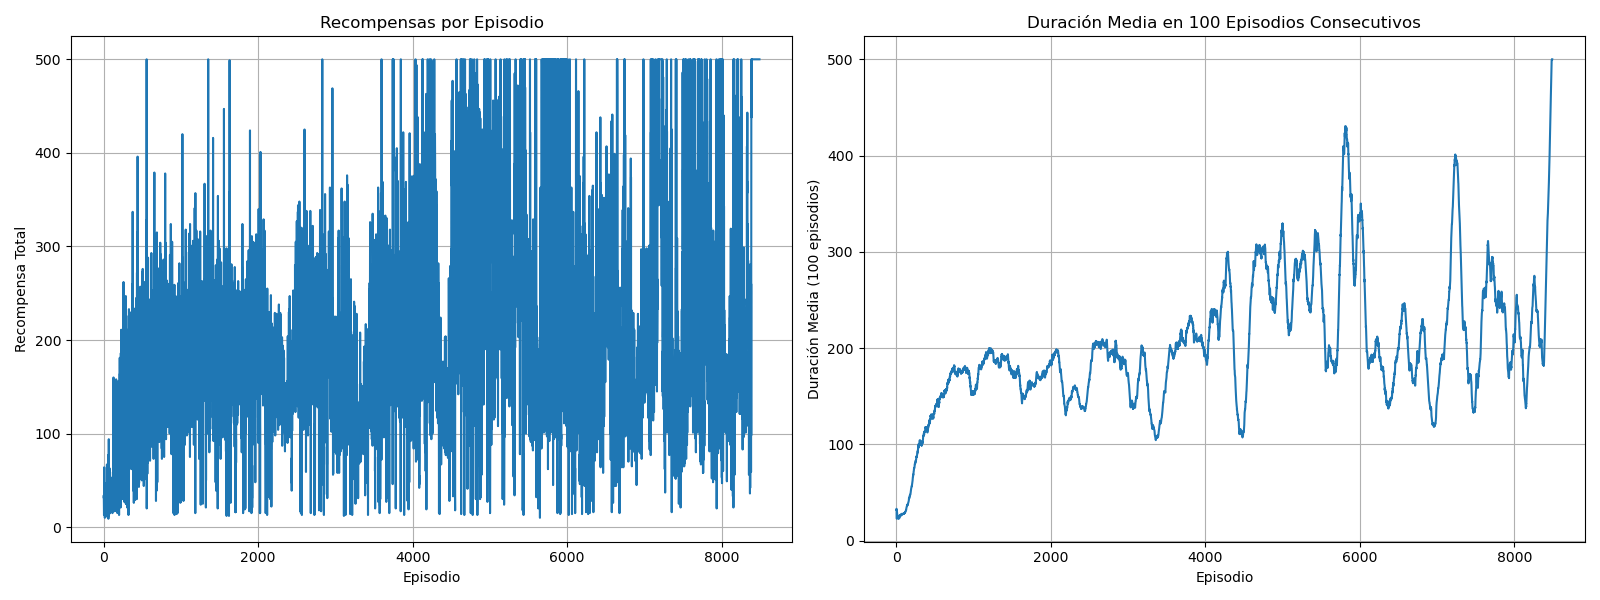 Recompensas por Episodio
Recompensa Total
500
400
300
200
100
0
0 2000 4000 6000 8000
Episodio
Duración Media en 100 Episodios Consecutivos
Duración Media (100 episodios)
500
400
300
200
100
0
0 2000 4000 6000 8000
Episodio